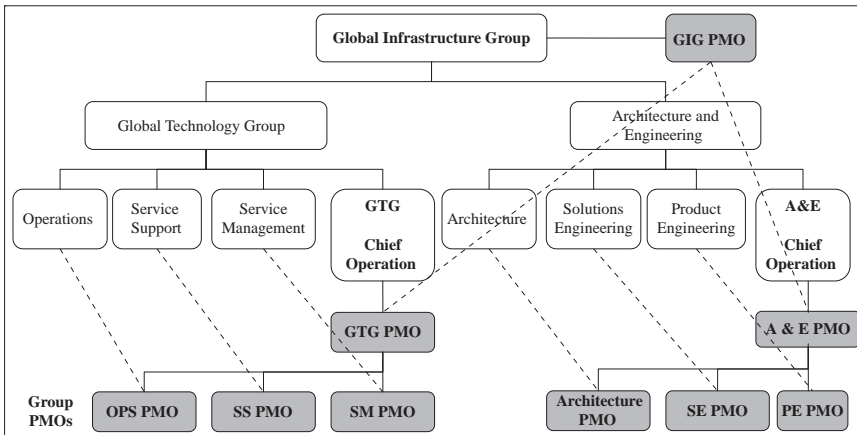 Global Infrastructure Group
GIG PMO
Global Technology Group
Architecture and
Engineering
Operations
Service
Support
Service
Management
GTG
Chief
Operation
Architecture
Solutions
Engineering
Product
Engineering
A&E
Chief
Operation
GTG PMO
A & E PMO
Group
PMOs
OPS PMO
SS PMO
SM PMO
Architecture
PMO
SE PMO
PE PMO